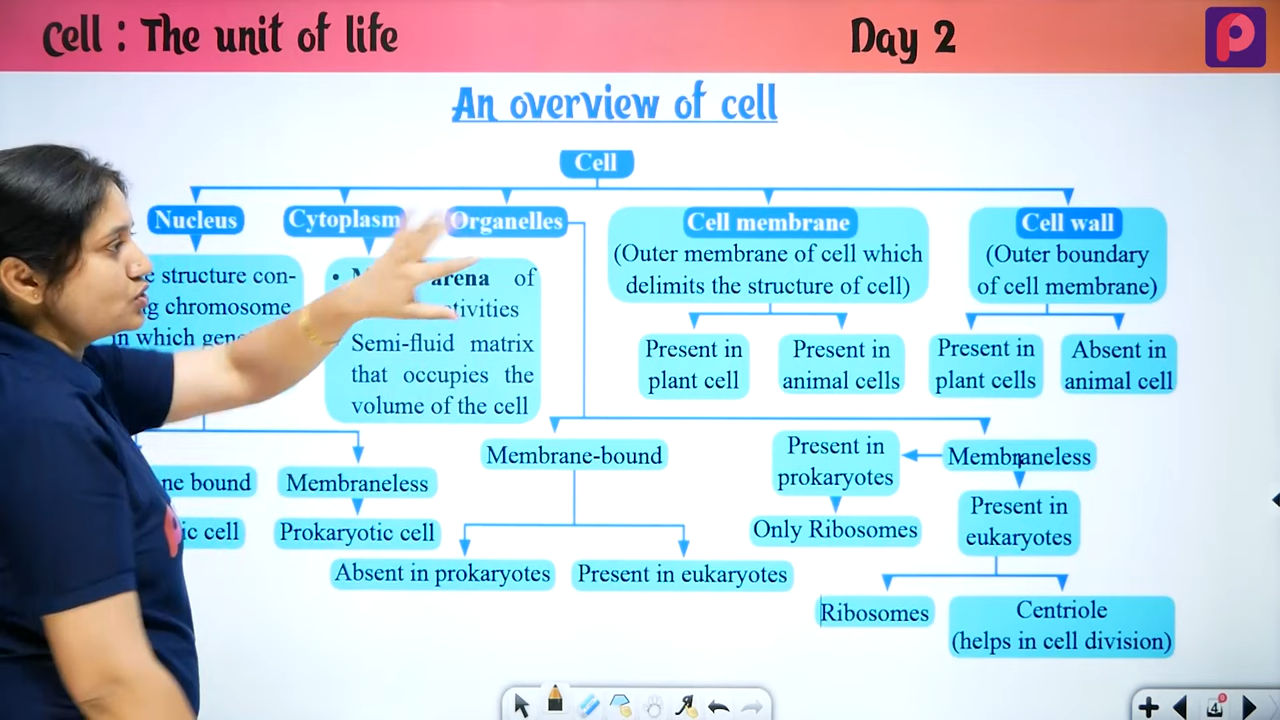 Cell : The unit of life
Day 2
An overview of cell
Cell
Nucleus
Cytoplasm
Organelles
Cell membrane
(Outer membrane of cell which
delimits the structure of cell)
Cell wall
(Outer boundary
of cell membrane)
structure con-
chromosome
in which
• arena of
Semi-fluid matrix
that occupies the
volume of the cell
Present in
plant cell
Present in
animal cells
Present in
plant cells
Absent in
animal cell
bound
Membraneless
cell
Prokaryotic cell
Membrane-bound
Absent in prokaryotes
Present in eukaryotes
Present in
prokaryotes
Only Ribosomes
Membraneless
Present in
eukaryotes
Ribosomes
Centriole
(helps in cell division)
4